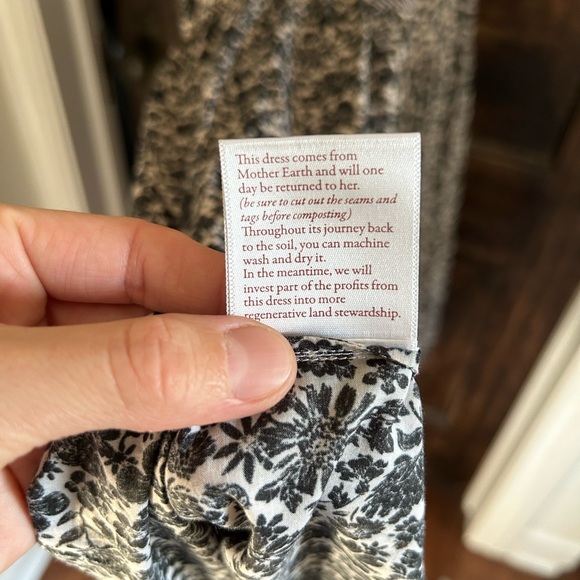 This dress comes from
Mother Earth and will one
day be returned to her.
(be sure to cut out the seams and
tags before composting)
Throughout its journey back
to the soil, you can machine
wash and dry it.
In the meantime, we will
invest part of the profits from
this dress into more
regenerative land stewardship.